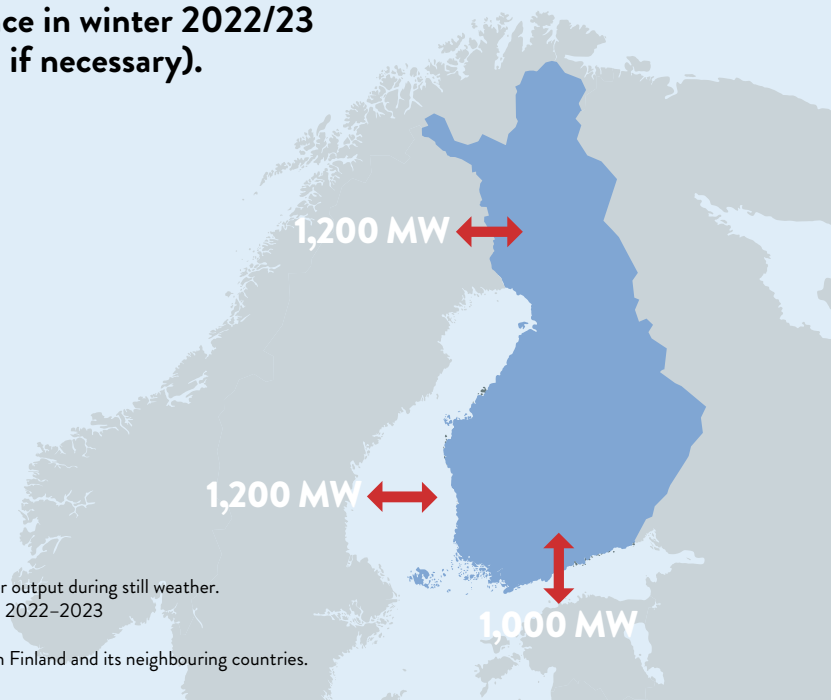 ce in winter 2022/23
if necessary).
1,200 MW
1,200 MW
r output during still weather.
2022–2023
1,000 MW
n Finland and its neighbouring countries.